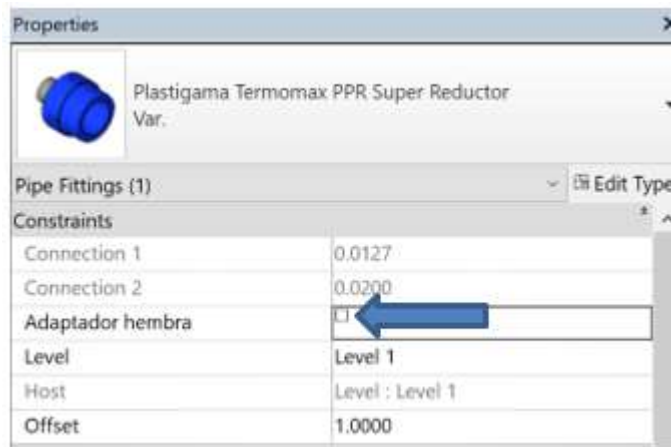 Properties
Plastigama Termomax PPR Super Reductor
Var.
Pipe Fittings (1)
Edit Type
Constraints
Connection 1 0.0127
Connection 2 0.0200
Adaptador hembra
Level Level 1
Host Level : Level 1
Offset 1.0000